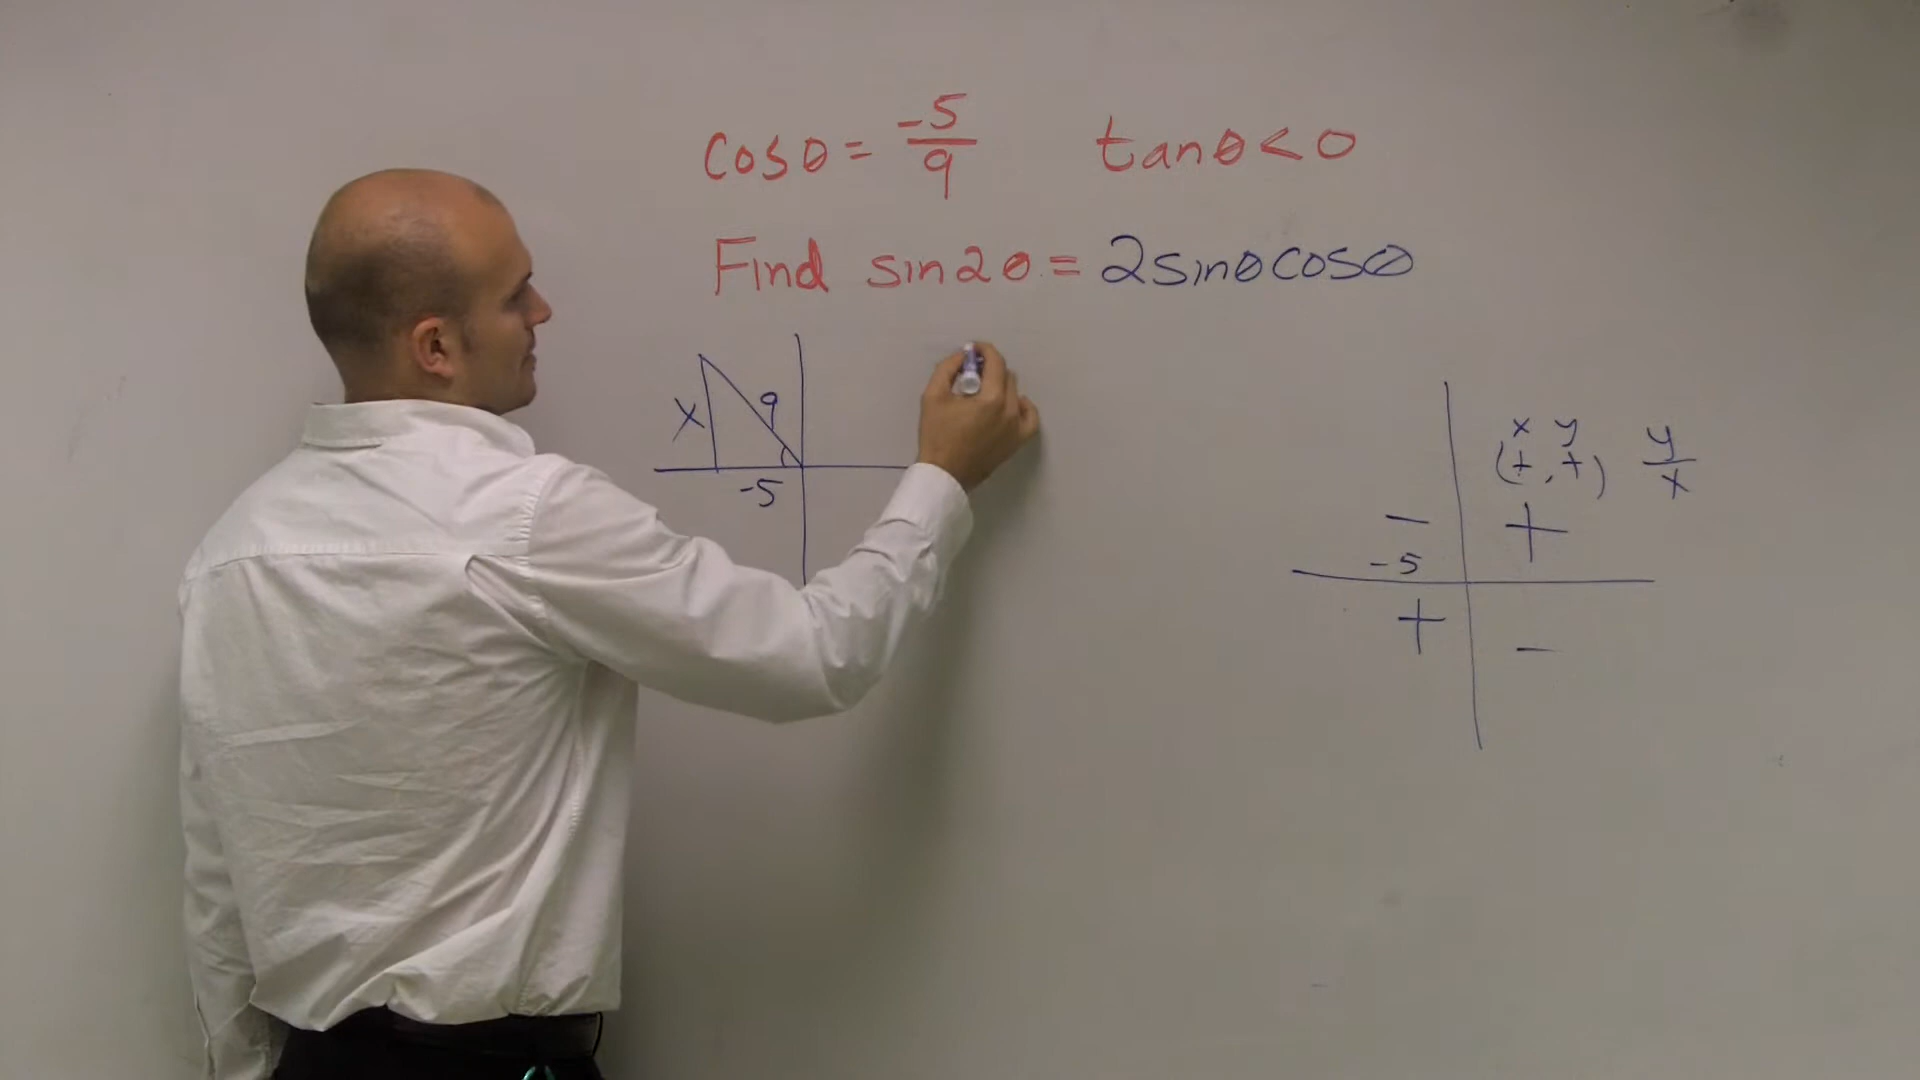 cosθ = -5/9 tanθ < 0
Find sin2θ = 2sinθcosθ
x 9
-5
x y
(+, +) y/x
- +
-5
+ -